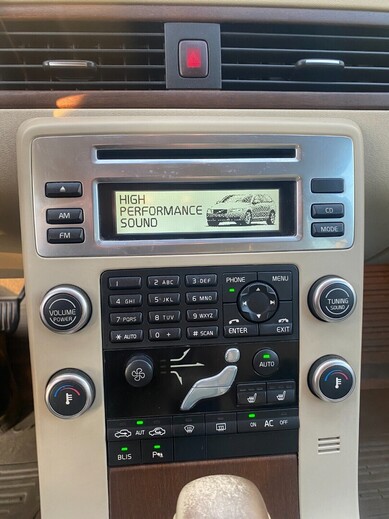 HIGH
PERFORMANCE
SOUND
AM
FM
CD
MODE
1
2 ABC
3 DEF
PHONE
MENU
4 GHI
5 JKL
6 MNO
7 PQRS
8 TUV
9 WXYZ
ENTER
EXIT
* AUTO
0 +
# SCAN
VOLUME
POWER
TUNING
SOUND
AUTO
AUT
ON AC OFF
BLIS
P